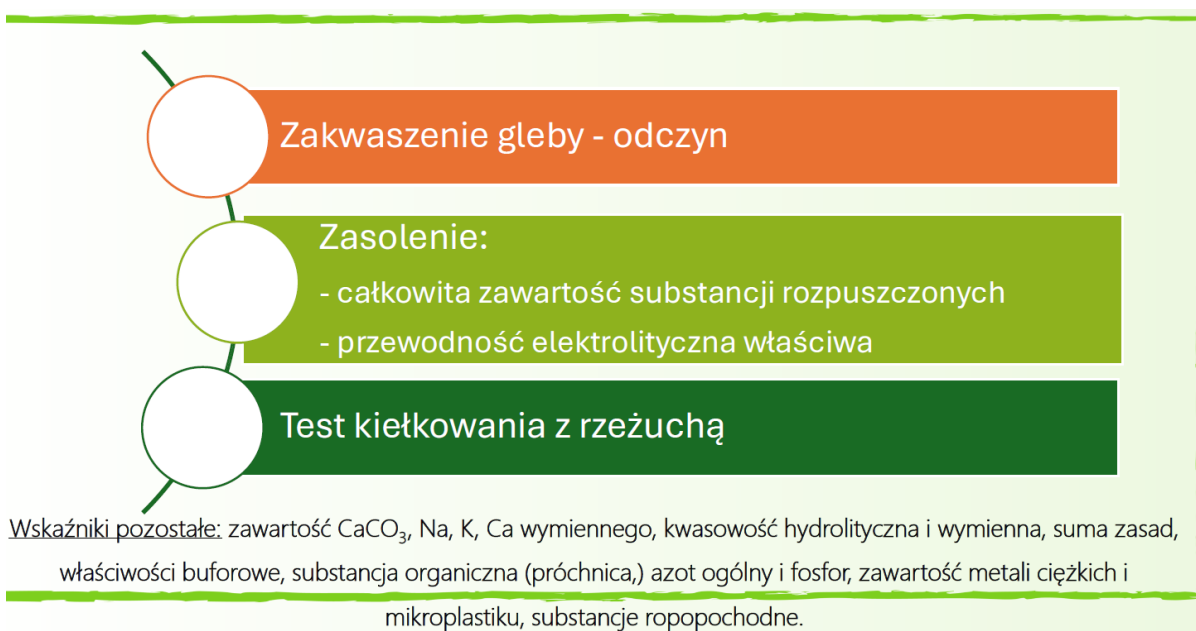 Zakwaszenie gleby - odczyn
Zasolenie:
- całkowita zawartość substancji rozpuszczonych
- przewodność elektrolityczna właściwa
Test kiełkowania z rzeżuchą
Wskaźniki pozostałe: zawartość CaCO₃, Na, K, Ca wymiennego, kwasowość hydrolityczna i wymienna, suma zasad,
właściwości buforowe, substancja organiczna (próchnica,) azot ogólny i fosfor, zawartość metali ciężkich i
mikroplastiku, substancje ropopochodne.